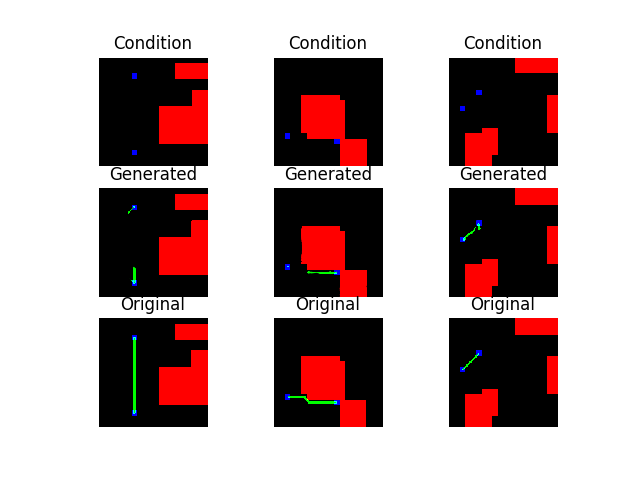 Condition Condition Condition
Generated Generated Generated
Original Original Original